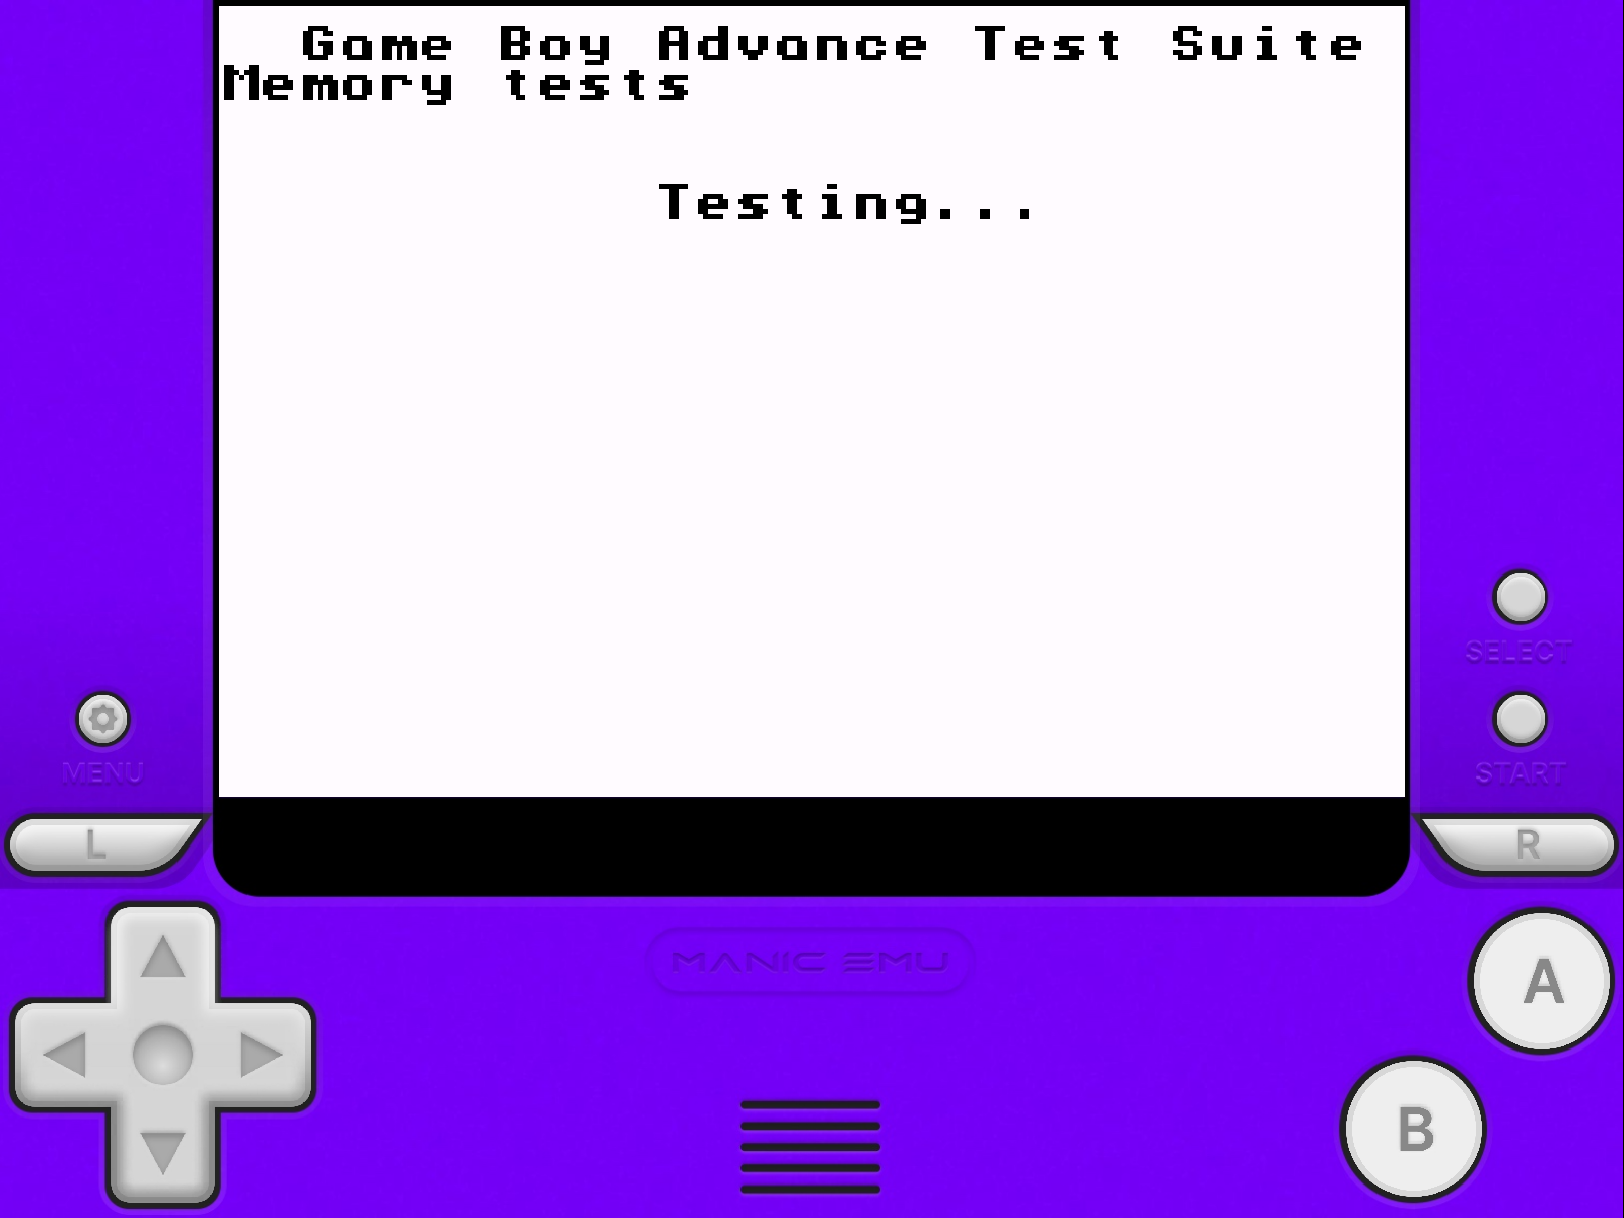 Game Boy Advance Test Suite
Memory tests
Testing...
SELECT
MENU
START
L
R
MANIC EMU
A
B